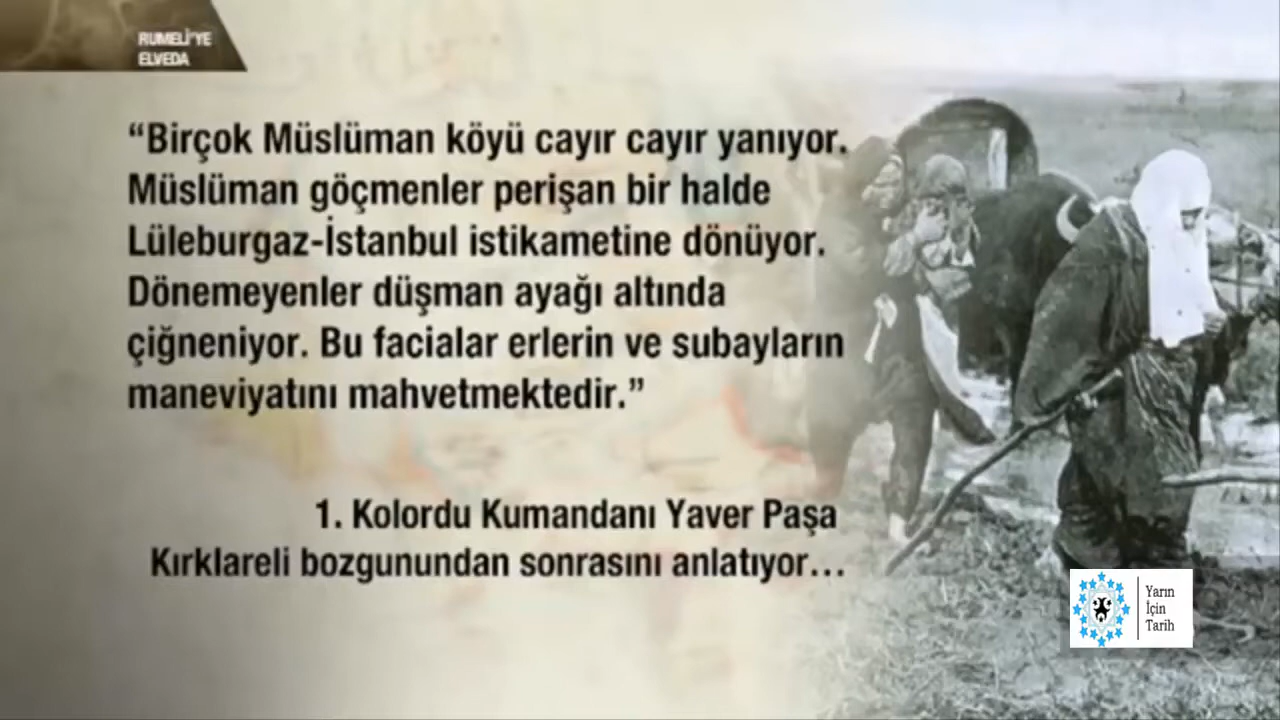 RUMELİ'YE
ELVEDA
“Birçok Müslüman köyü cayır cayır yanıyor.
Müslüman göçmenler perişan bir halde
Lüleburgaz-İstanbul istikametine dönüyor.
Dönemeyenler düşman ayağı altında
çiğneniyor. Bu facialar erlerin ve subayların
maneviyatını mahvetmektedir.”
1. Kolordu Kumandanı Yaver Paşa
Kırklareli bozgunundan sonrasını anlatıyor...
Yarın
İçin
Tarih